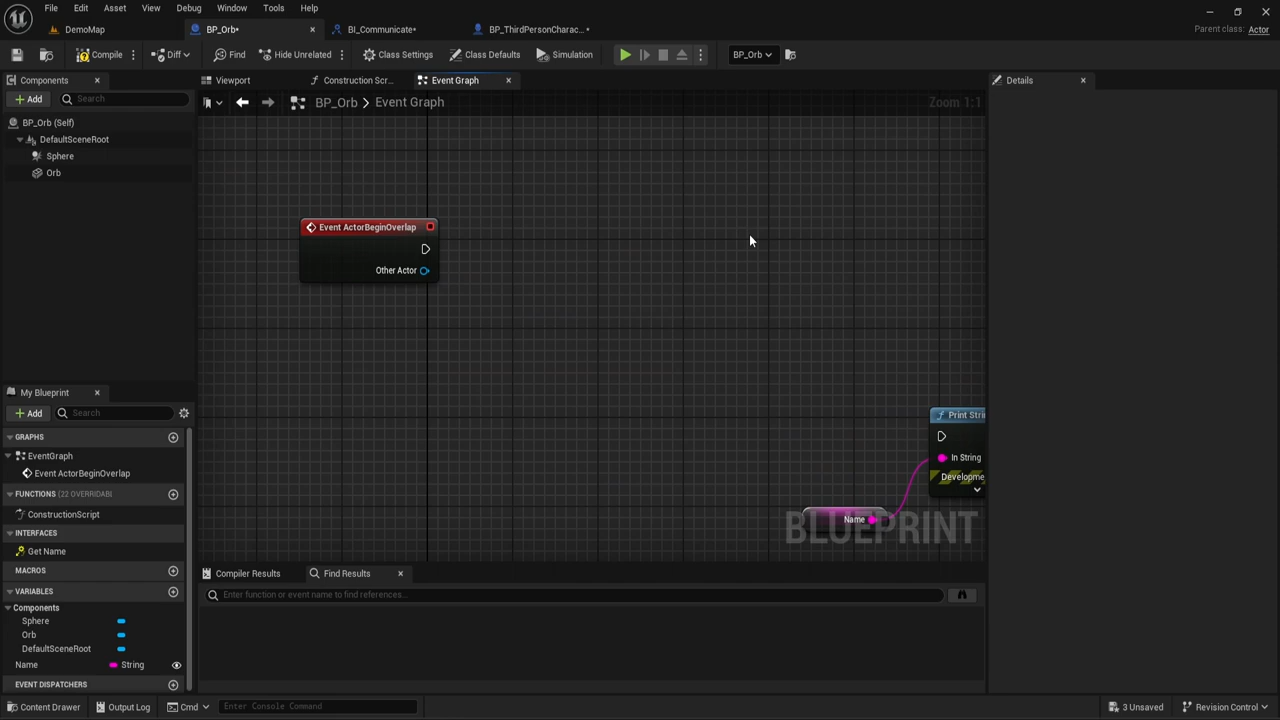 File Edit Asset View Debug Window Tools Help
DemoMap BP_Orb* BI_Communicate* BP_ThirdPersonCharac...* Parent class: Actor
Compile Diff Find Hide Unrelated Class Settings Class Defaults Simulation BP_Orb
Components Viewport Construction Scr... Event Graph Details
Add Search BP_Orb > Event Graph Zoom 1:1
BP_Orb (Self)
DefaultSceneRoot
Sphere
Orb
Event ActorBeginOverlap
Other Actor
Print Stri
In String
Developme
Name
BLUEPRINT
My Blueprint
Add Search
GRAPHS
EventGraph
Event ActorBeginOverlap
FUNCTIONS (22 OVERRIDABL
ConstructionScript
INTERFACES
Get Name
MACROS
VARIABLES
Components
Sphere
Orb
DefaultSceneRoot
Name String
EVENT DISPATCHERS
Compiler Results Find Results
Enter function or event name to find references...
Content Drawer Output Log Cmd Enter Console Command 3 Unsaved Revision Control